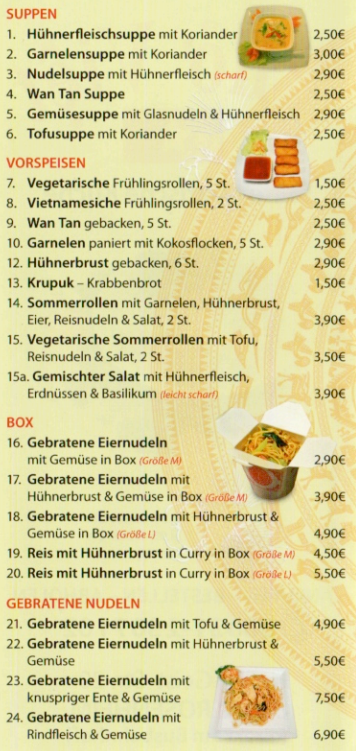 SUPPEN
1. Hühnerfleischsuppe mit Koriander 2,50€
2. Garnelensuppe mit Koriander 3,00€
3. Nudelsuppe mit Hühnerfleisch (scharf) 2,90€
4. Wan Tan Suppe 2,50€
5. Gemüsesuppe mit Glasnudeln & Hühnerfleisch 2,90€
6. Tofusuppe mit Koriander 2,50€
VORSPEISEN
7. Vegetarische Frühlingsrollen, 5 St. 1,50€
8. Vietnamesiche Frühlingsrollen, 2 St. 2,50€
9. Wan Tan gebacken, 5 St. 2,50€
10. Garnelen paniert mit Kokosflocken, 5 St. 2,90€
12. Hühnerbrust gebacken, 6 St. 2,90€
13. Krupuk – Krabbenbrot 1,50€
14. Sommerrollen mit Garnelen, Hühnerbrust,
Eier, Reisnudeln & Salat, 2 St. 3,90€
15. Vegetarische Sommerrollen mit Tofu,
Reisnudeln & Salat, 2 St. 3,50€
15a. Gemischter Salat mit Hühnerfleisch,
Erdnüssen & Basilikum (leicht scharf) 3,90€
BOX
16. Gebratene Eiernudeln
mit Gemüse in Box (Größe M) 2,90€
17. Gebratene Eiernudeln mit
Hühnerbrust & Gemüse in Box (Größe M) 3,90€
18. Gebratene Eiernudeln mit Hühnerbrust &
Gemüse in Box (Größe L) 4,90€
19. Reis mit Hühnerbrust in Curry in Box (Größe M) 4,50€
20. Reis mit Hühnerbrust in Curry in Box (Größe L) 5,50€
GEBRATENE NUDELN
21. Gebratene Eiernudeln mit Tofu & Gemüse 4,90€
22. Gebratene Eiernudeln mit Hühnerbrust &
Gemüse 5,50€
23. Gebratene Eiernudeln mit
knuspriger Ente & Gemüse 7,50€
24. Gebratene Eiernudeln mit
Rindfleisch & Gemüse 6,90€